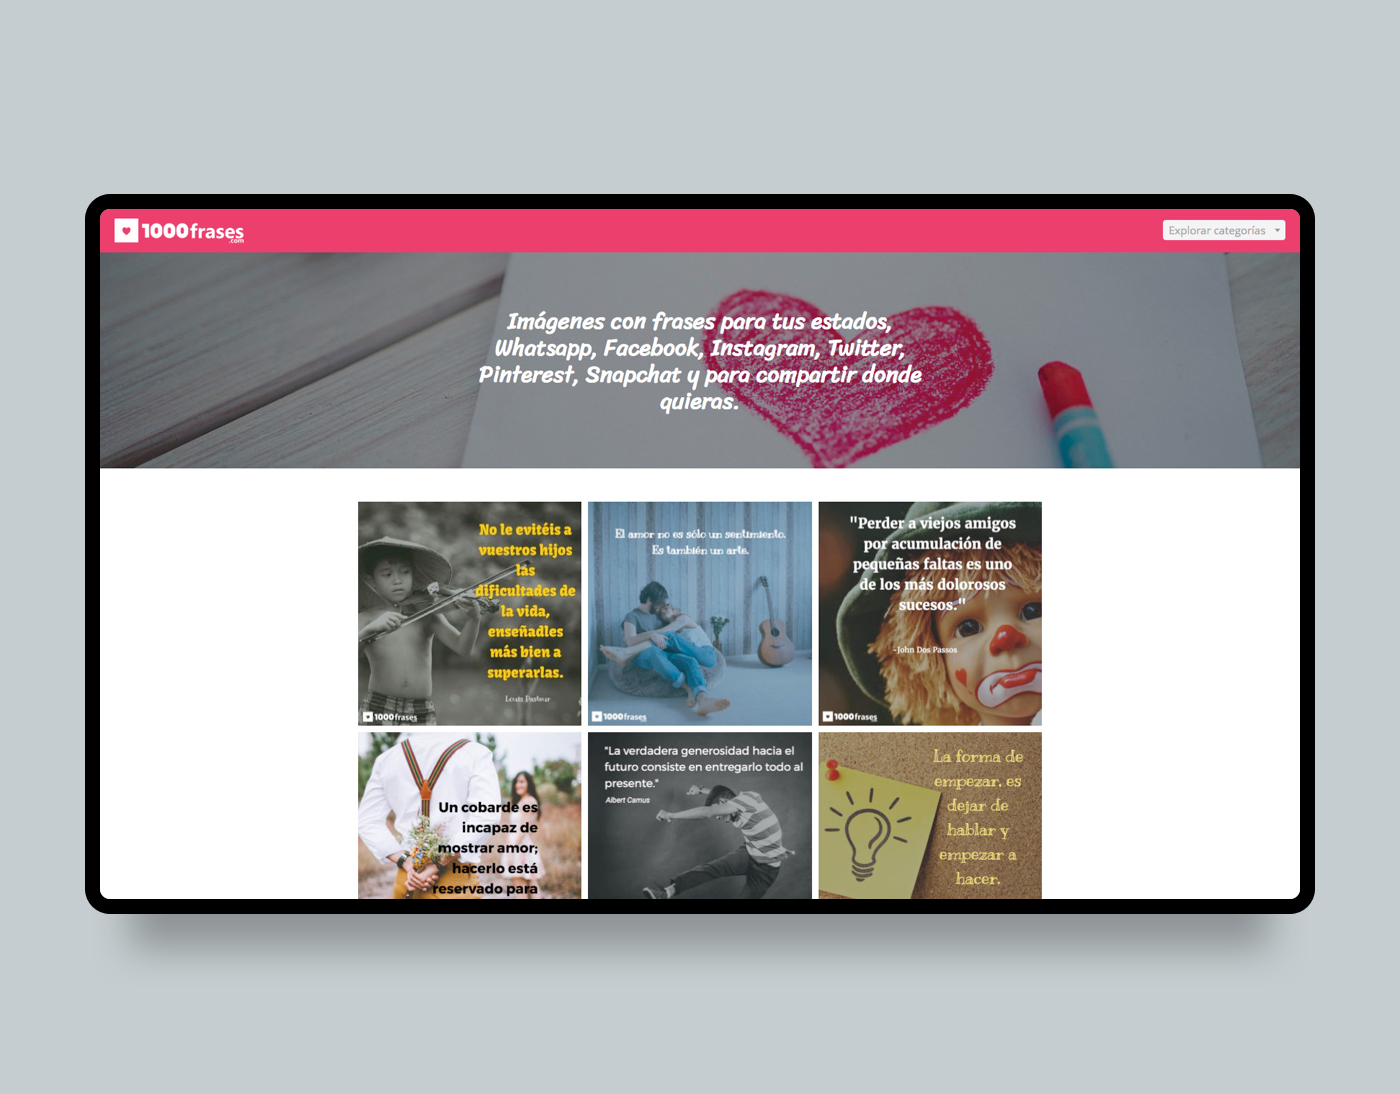 1000frases
.com
Explorar categorías
Imágenes con frases para tus estados,
Whatsapp, Facebook, Instagram, Twitter,
Pinterest, Snapchat y para compartir donde
quieras.
No le evitéis a
vuestros hijos
las
dificultades de
la vida,
enseñadles
más bien a
superarlas.
Louis Pasteur
1000frases
El amor no es sólo un sentimiento.
Es también un arte.
1000frases
"Perder a viejos amigos
por acumulación de
pequeñas faltas es uno
de los más dolorosos
sucesos."
-John Dos Passos
1000frases
Un cobarde es
incapaz de
mostrar amor;
hacerlo está
reservado para
"La verdadera generosidad hacia el
futuro consiste en entregarlo todo al
presente."
Albert Camus
La forma de
empezar, es
dejar de
hablar y
empezar a
hacer.